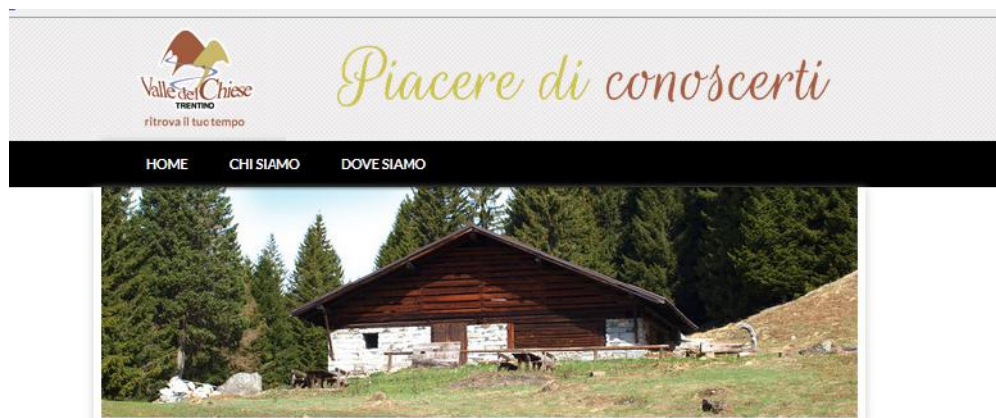 Valle del Chiese
TRENTINO
ritrova il tuo tempo
Piacere di conoscerti
HOME CHI SIAMO DOVE SIAMO